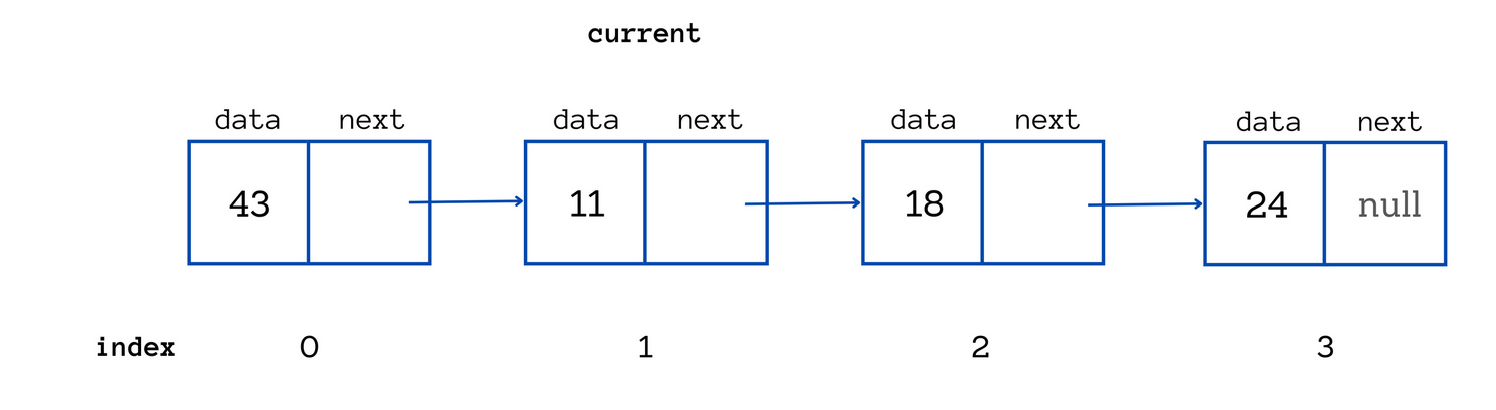 current
data next data next data next data next
43 11 18 24 null
index 0 1 2 3